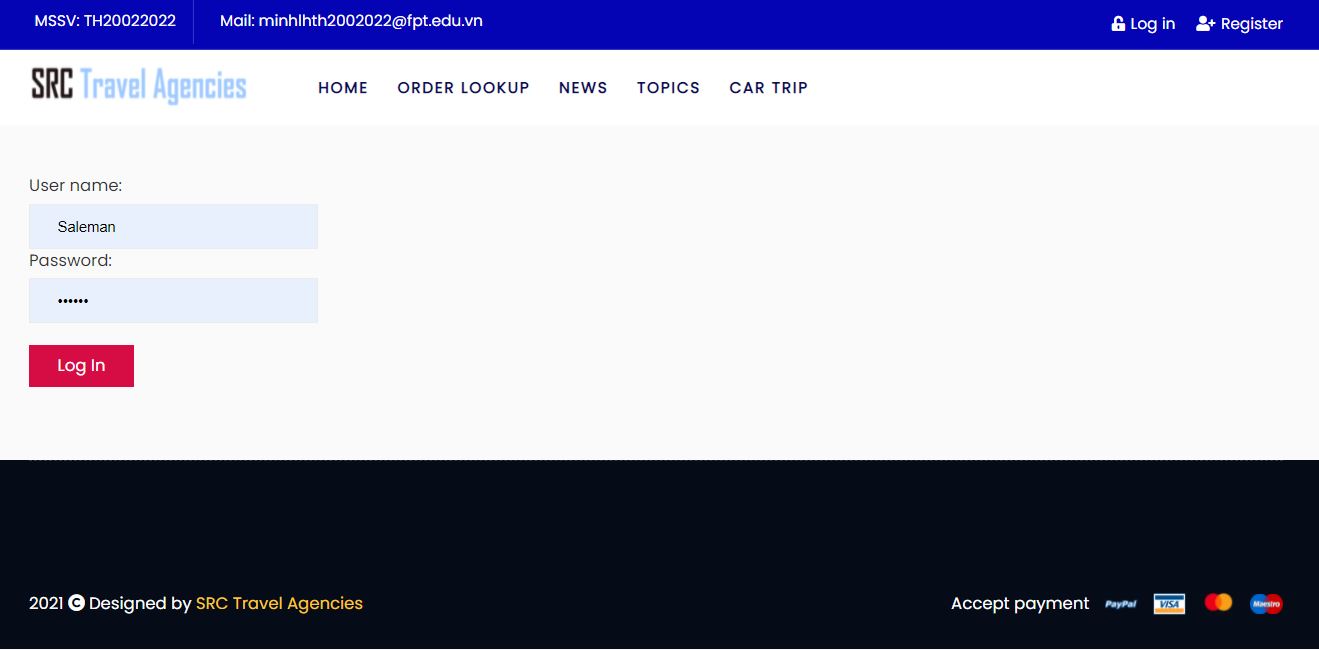 MSSV: TH20022022 Mail: minhlhth2002022@fpt.edu.vn Log in Register
SRC Travel Agencies HOME ORDER LOOKUP NEWS TOPICS CAR TRIP
User name:
Saleman
Password:
••••••
Log In
2021 © Designed by SRC Travel Agencies Accept payment PayPal VISA Maestro